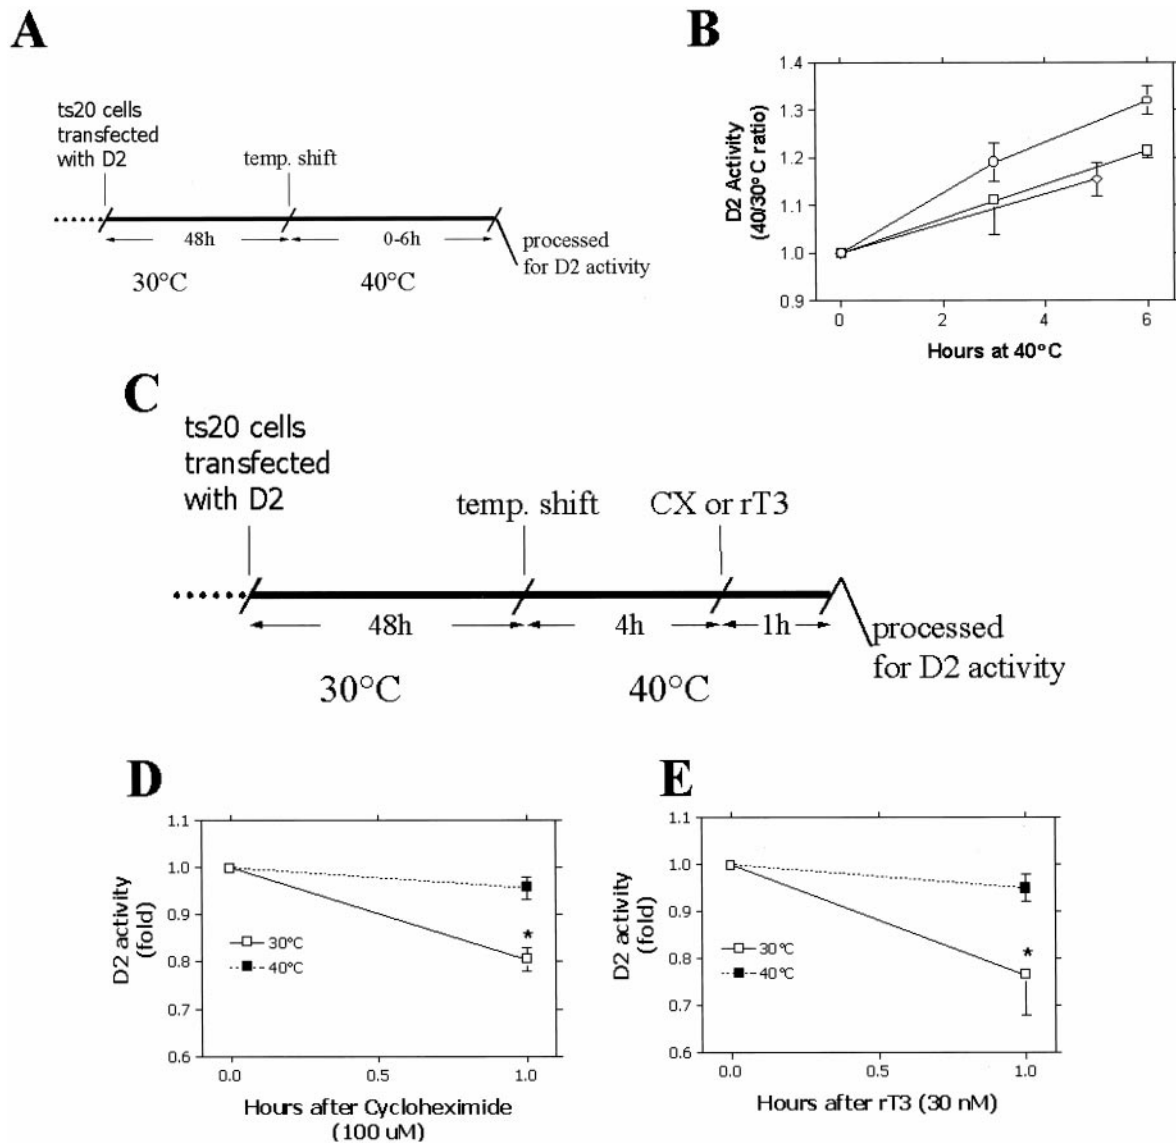 A
ts20 cells
transfected
with D2
temp. shift
48h
0-6h
30°C
40°C
processed
for D2 activity
B
D2 Activity
(40/30°C ratio)
1.4
1.3
1.2
1.1
1.0
0.9
0 2 4 6
Hours at 40°C
C
ts20 cells
transfected
with D2
temp. shift
CX or rT3
48h
4h
1h
30°C
40°C
processed
for D2 activity
D
D2 activity
(fold)
1.1
1.0
0.9
0.8
0.7
0.6
*
30°C
40°C
0.0 0.5 1.0
Hours after Cycloheximide
(100 uM)
E
D2 activity
(fold)
1.1
1.0
0.9
0.8
0.7
0.6
*
30°C
40°C
0.0 0.5 1.0
Hours after rT3 (30 nM)